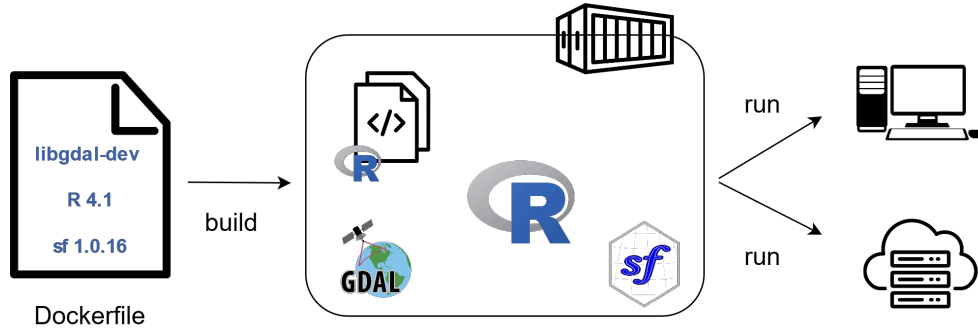 libgdal-dev
R 4.1
sf 1.0.16
Dockerfile
build
</>
R
R
GDAL
sf
run
run